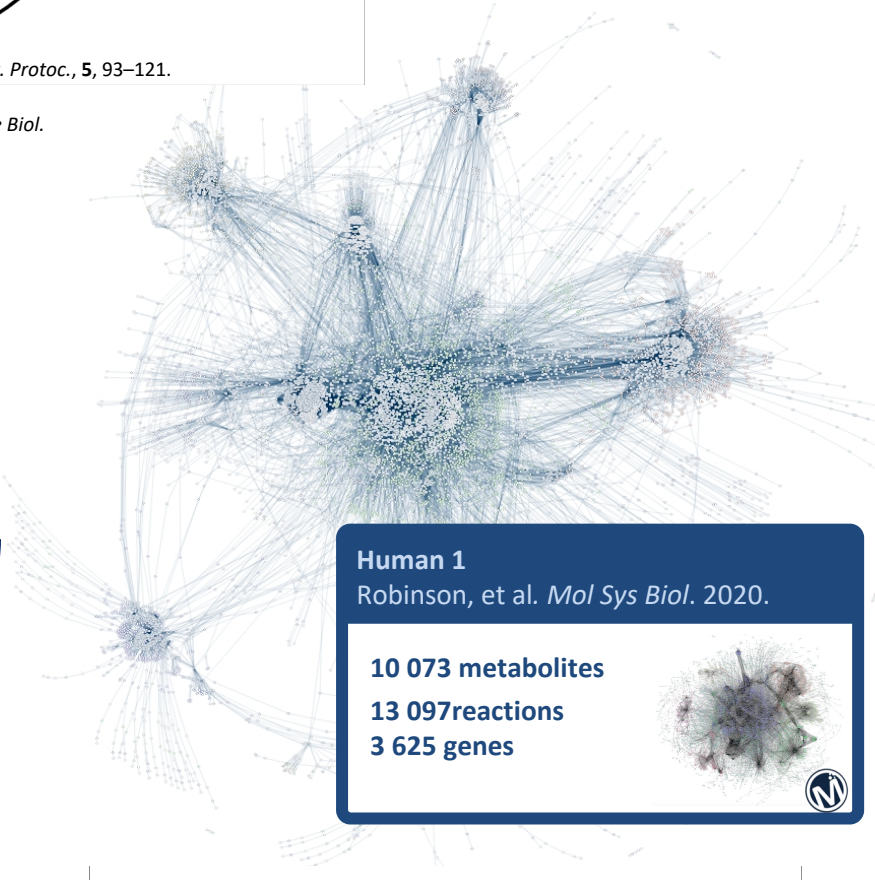 . Protoc., 5, 93–121.
Biol.
Human 1
Robinson, et al. Mol Sys Biol. 2020.
10 073 metabolites
13 097reactions
3 625 genes
M